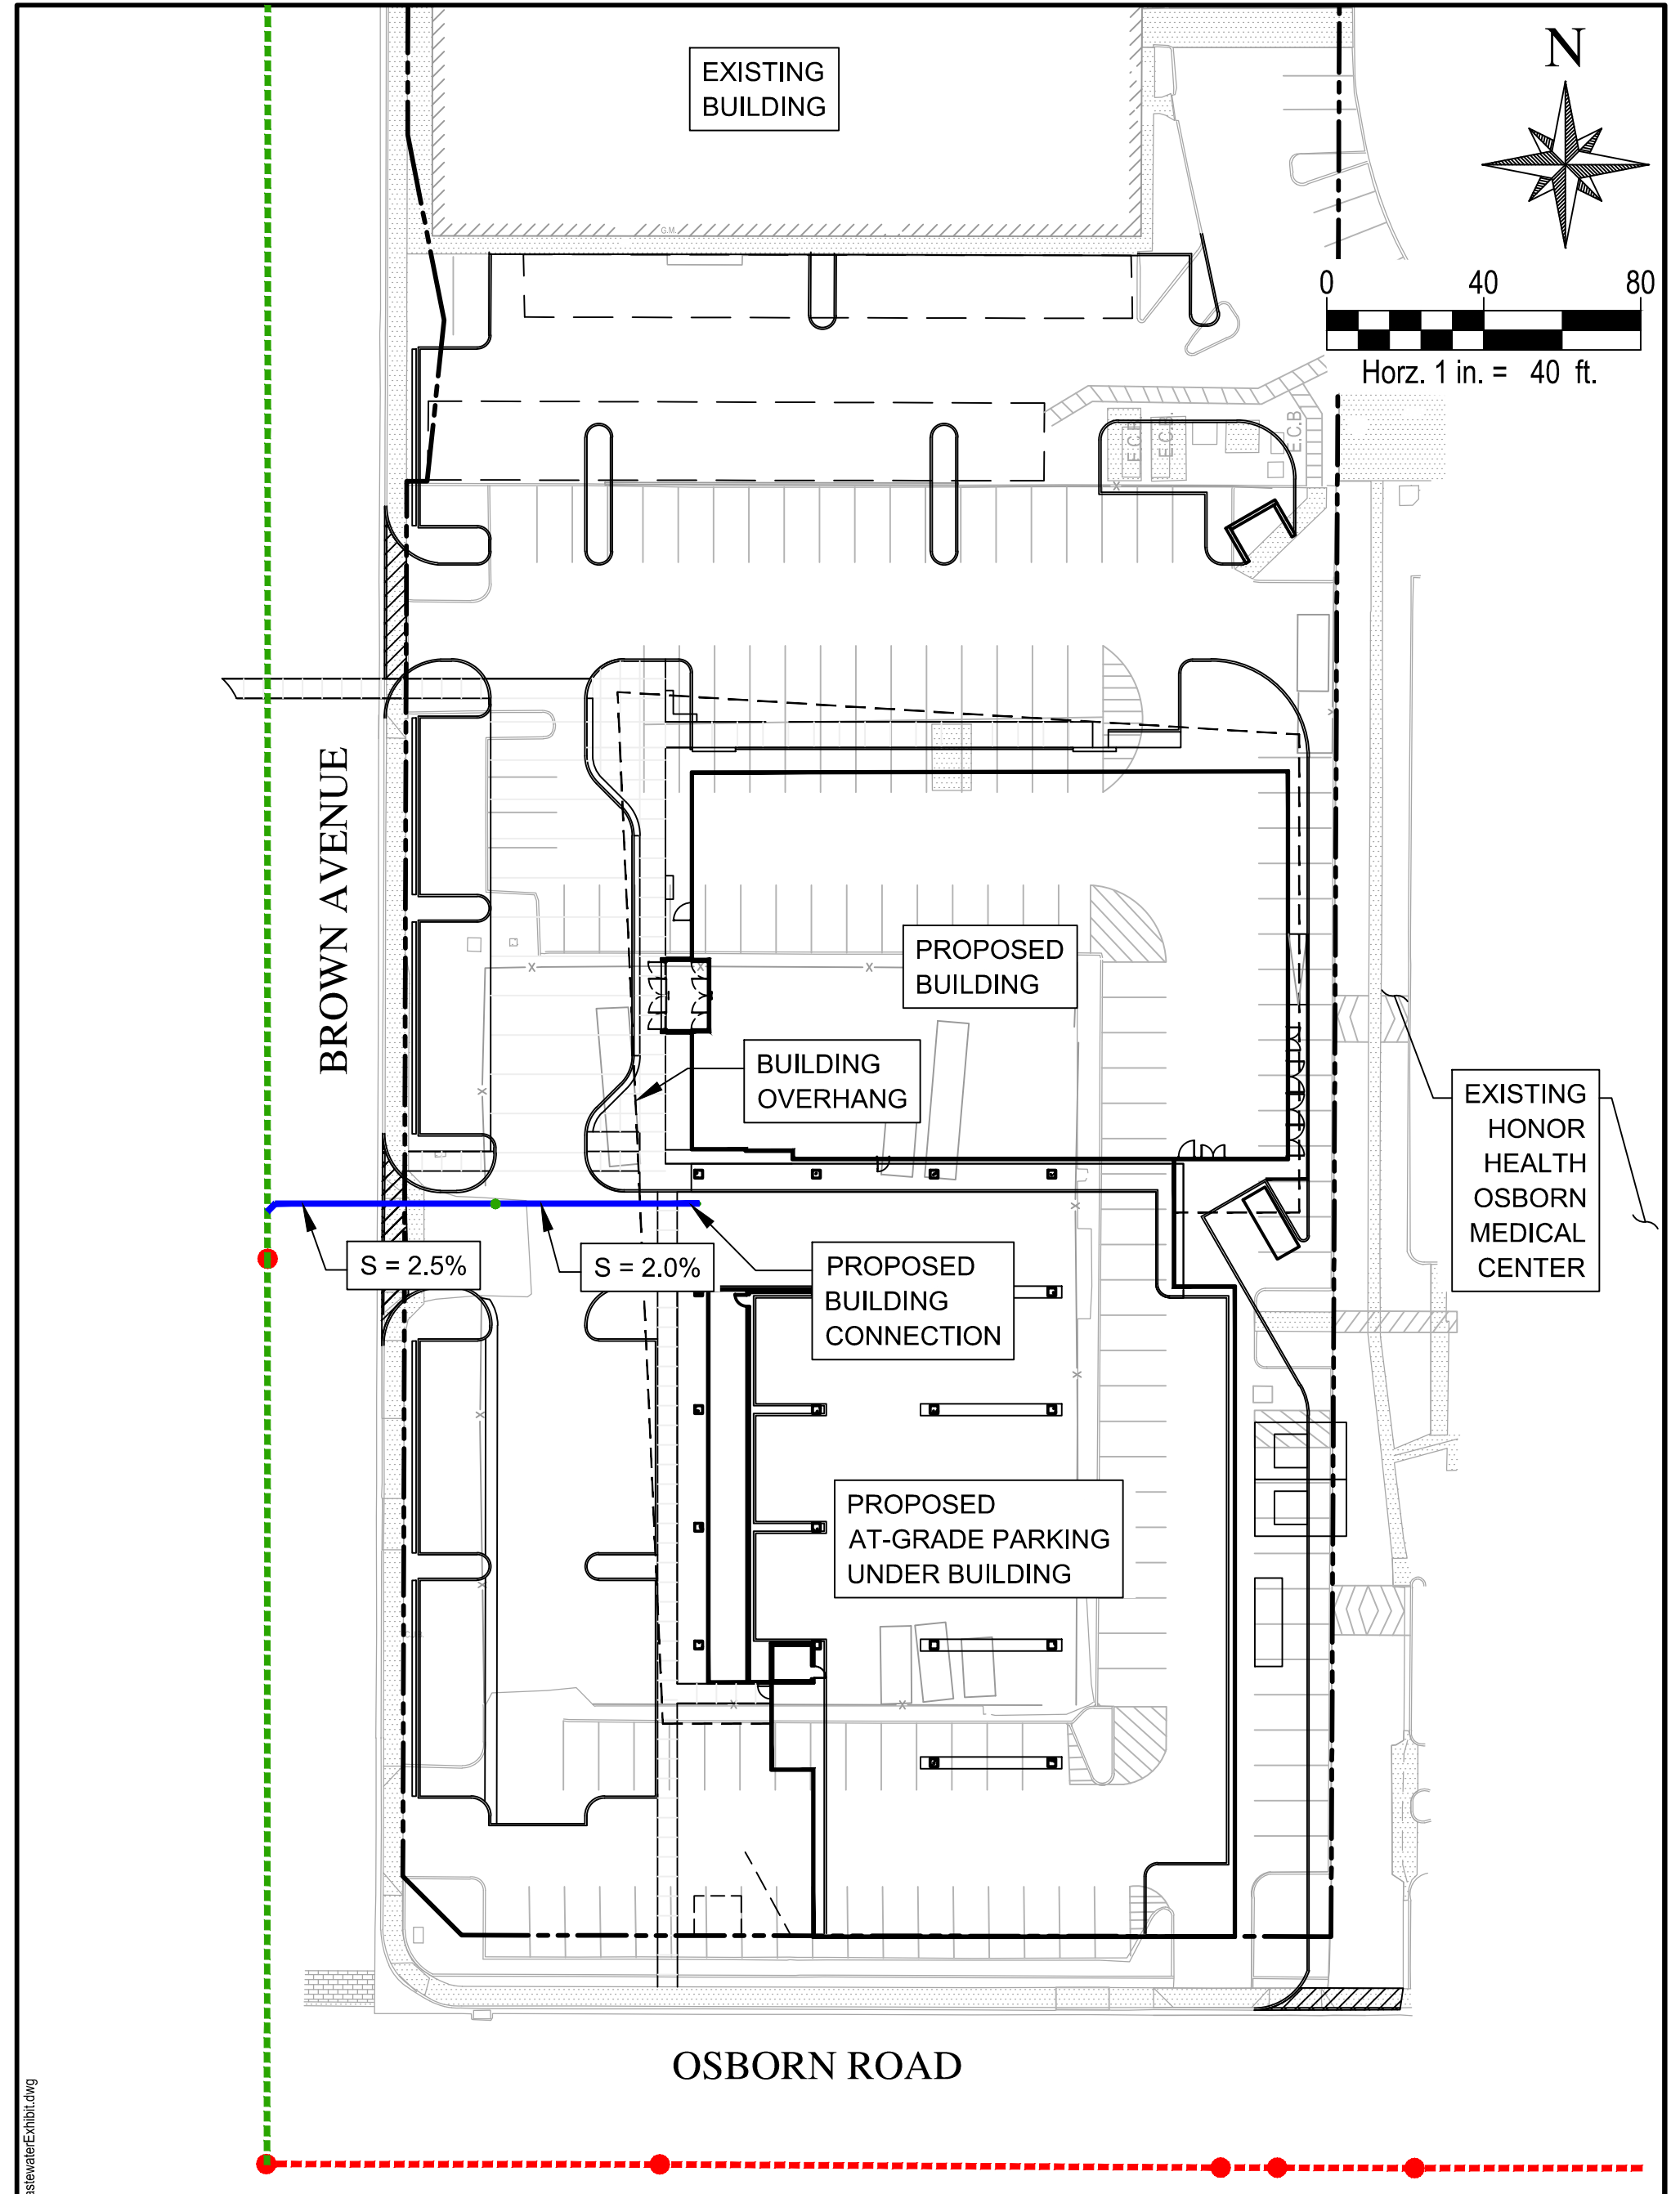 EXISTING
BUILDING
N
0 40 80
Horz. 1 in. = 40 ft.
G.M.
E.C.B.
E.C.B
BROWN AVENUE
PROPOSED
BUILDING
BUILDING
OVERHANG
EXISTING
HONOR
HEALTH
OSBORN
MEDICAL
CENTER
S = 2.5%
S = 2.0%
PROPOSED
BUILDING
CONNECTION
PROPOSED
AT-GRADE PARKING
UNDER BUILDING
OSBORN ROAD
astewaterExhibit.dwg